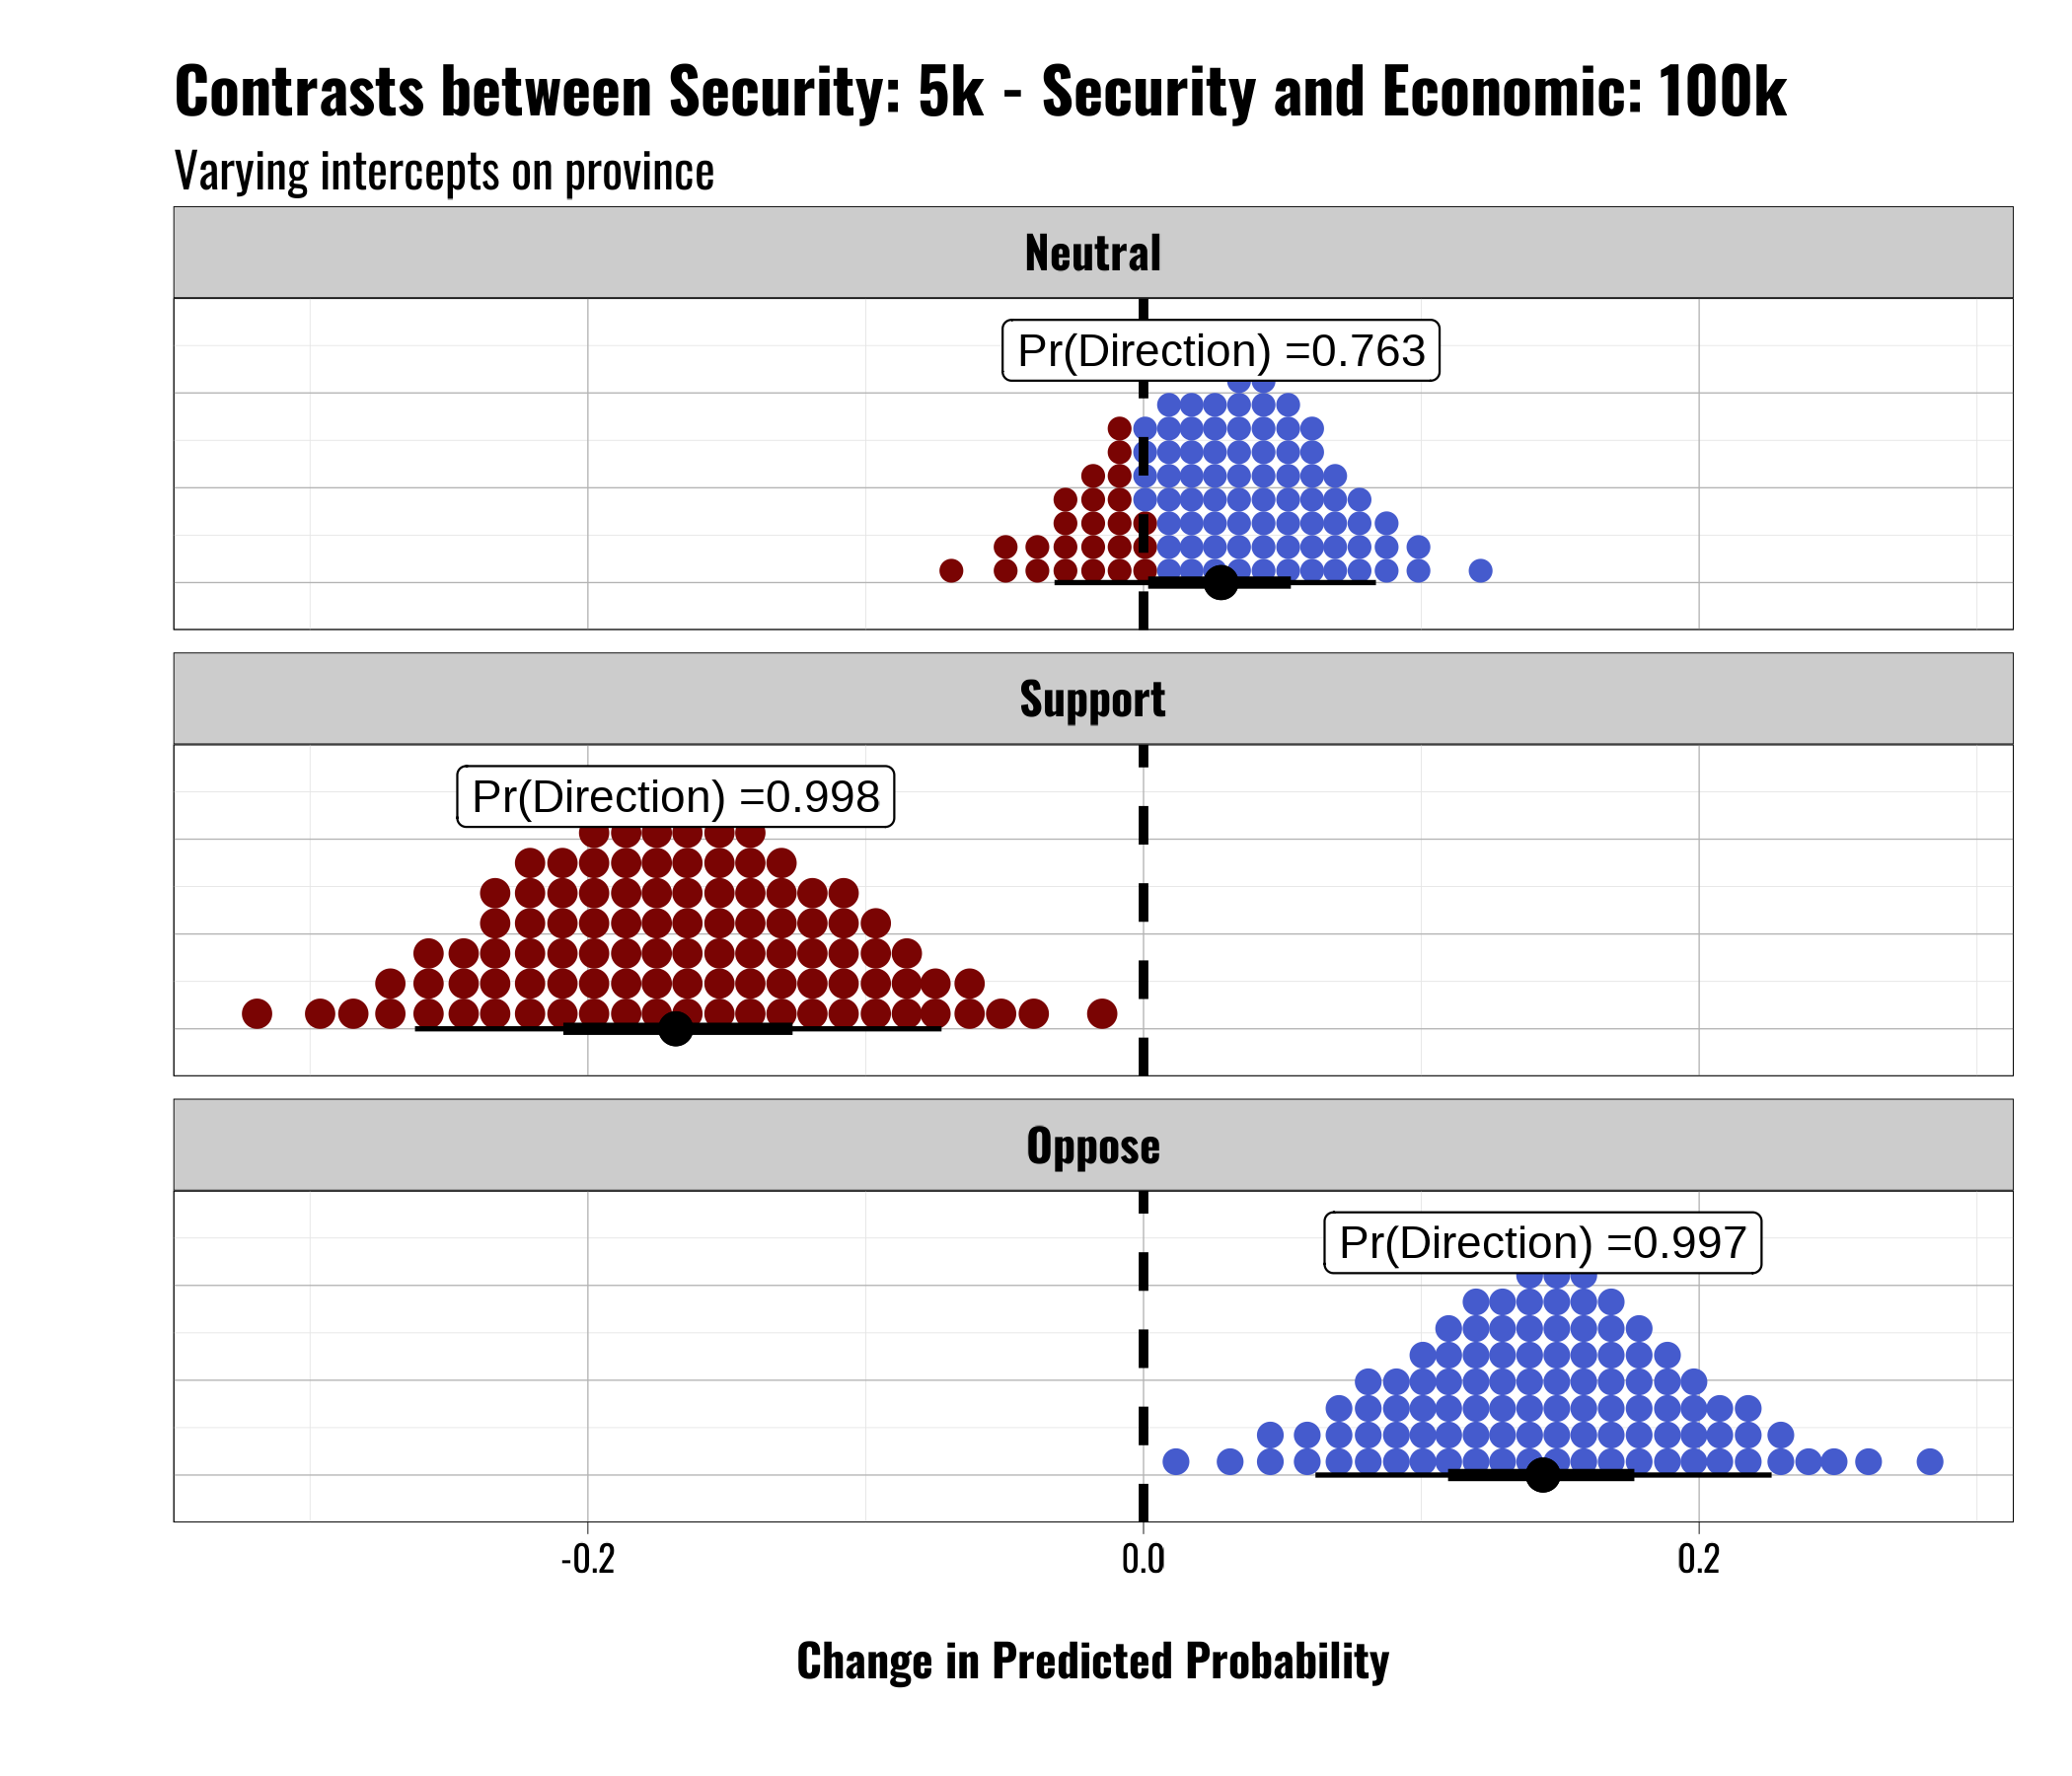 Contrasts between Security: 5k - Security and Economic: 100k
Varying intercepts on province
Neutral
Pr(Direction) =0.763
Support
Pr(Direction) =0.998
Oppose
Pr(Direction) =0.997
-0.2 0.0 0.2
Change in Predicted Probability